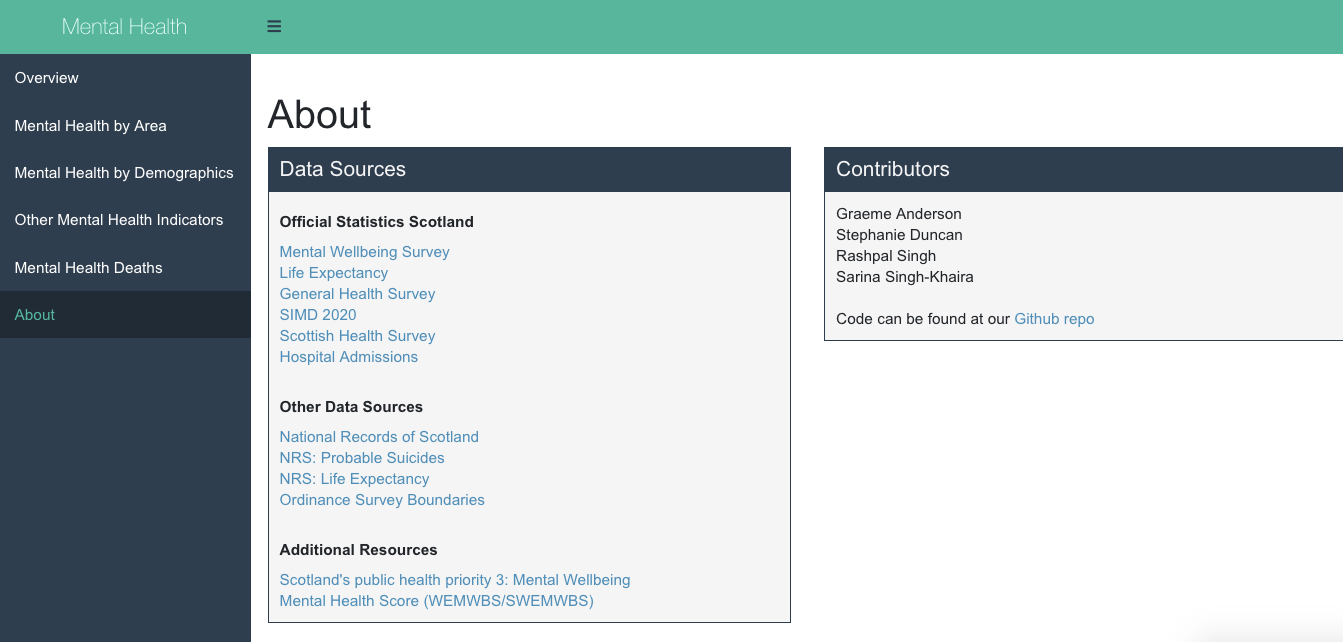 Mental Health
Overview
Mental Health by Area
Mental Health by Demographics
Other Mental Health Indicators
Mental Health Deaths
About
About
Data Sources
Official Statistics Scotland
Mental Wellbeing Survey
Life Expectancy
General Health Survey
SIMD 2020
Scottish Health Survey
Hospital Admissions
Other Data Sources
National Records of Scotland
NRS: Probable Suicides
NRS: Life Expectancy
Ordinance Survey Boundaries
Additional Resources
Scotland's public health priority 3: Mental Wellbeing
Mental Health Score (WEMWBS/SWEMWBS)
Contributors
Graeme Anderson
Stephanie Duncan
Rashpal Singh
Sarina Singh-Khaira
Code can be found at our Github repo